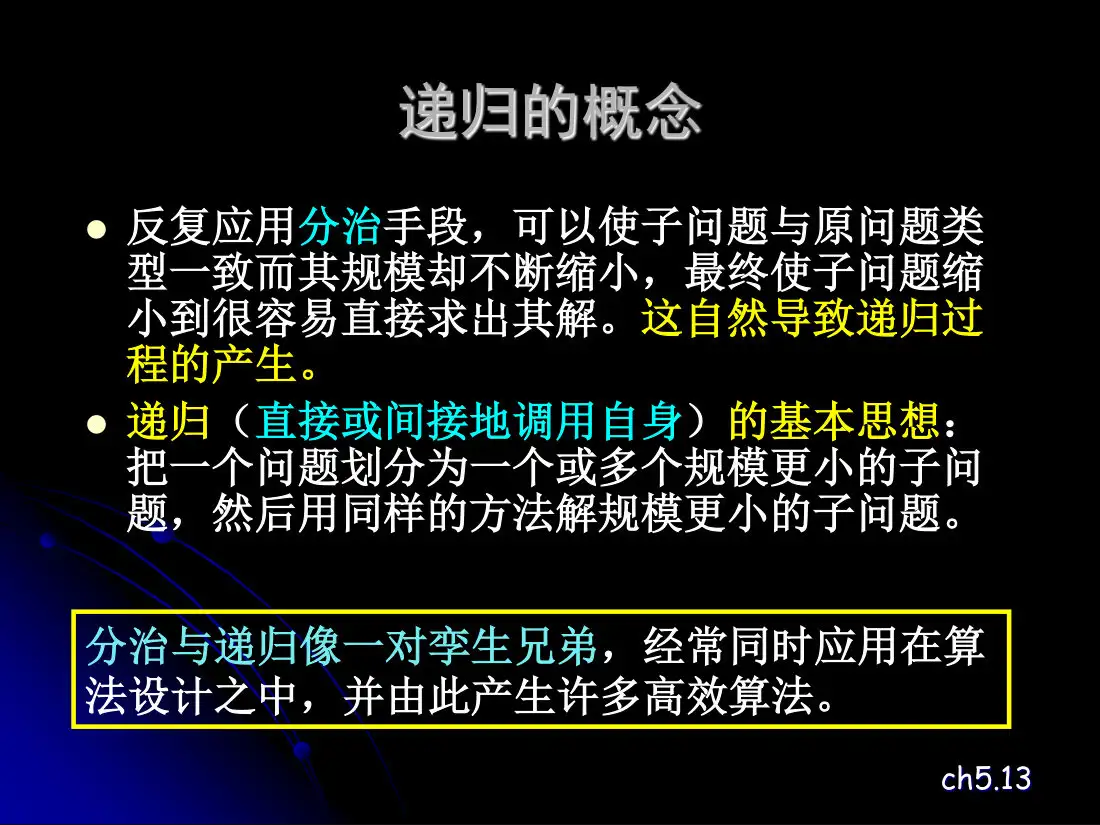 递归的概念
反复应用分治手段，可以使子问题与原问题类
型一致而其规模却不断缩小，最终使子问题缩
小到很容易直接求出其解。这自然导致递归过
程的产生。
递归（直接或间接地调用自身）的基本思想：
把一个问题划分为一个或多个规模更小的子问
题，然后用同样的方法解规模更小的子问题。
分治与递归像一对孪生兄弟，经常同时应用在算
法设计之中，并由此产生许多高效算法。
ch5.13